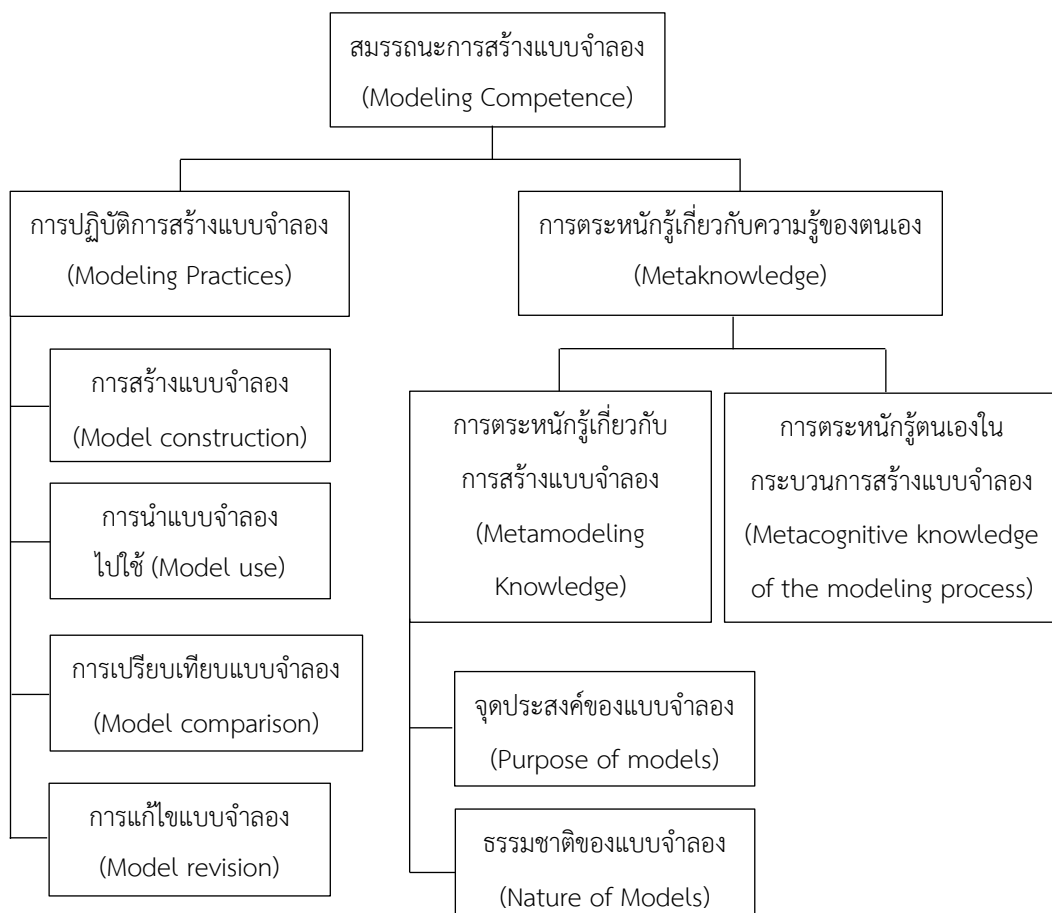 สมรรถนะการสร้างแบบจำลอง
(Modeling Competence)
การปฏิบัติการสร้างแบบจำลอง
(Modeling Practices)
การสร้างแบบจำลอง
(Model construction)
การนำแบบจำลอง
ไปใช้ (Model use)
การเปรียบเทียบแบบจำลอง
(Model comparison)
การแก้ไขแบบจำลอง
(Model revision)
การตระหนักรู้เกี่ยวกับความรู้ของตนเอง
(Metaknowledge)
การตระหนักรู้เกี่ยวกับ
การสร้างแบบจำลอง
(Metamodeling
Knowledge)
จุดประสงค์ของแบบจำลอง
(Purpose of models)
ธรรมชาติของแบบจำลอง
(Nature of Models)
การตระหนักรู้ตนเองใน
กระบวนการสร้างแบบจำลอง
(Metacognitive knowledge
of the modeling process)